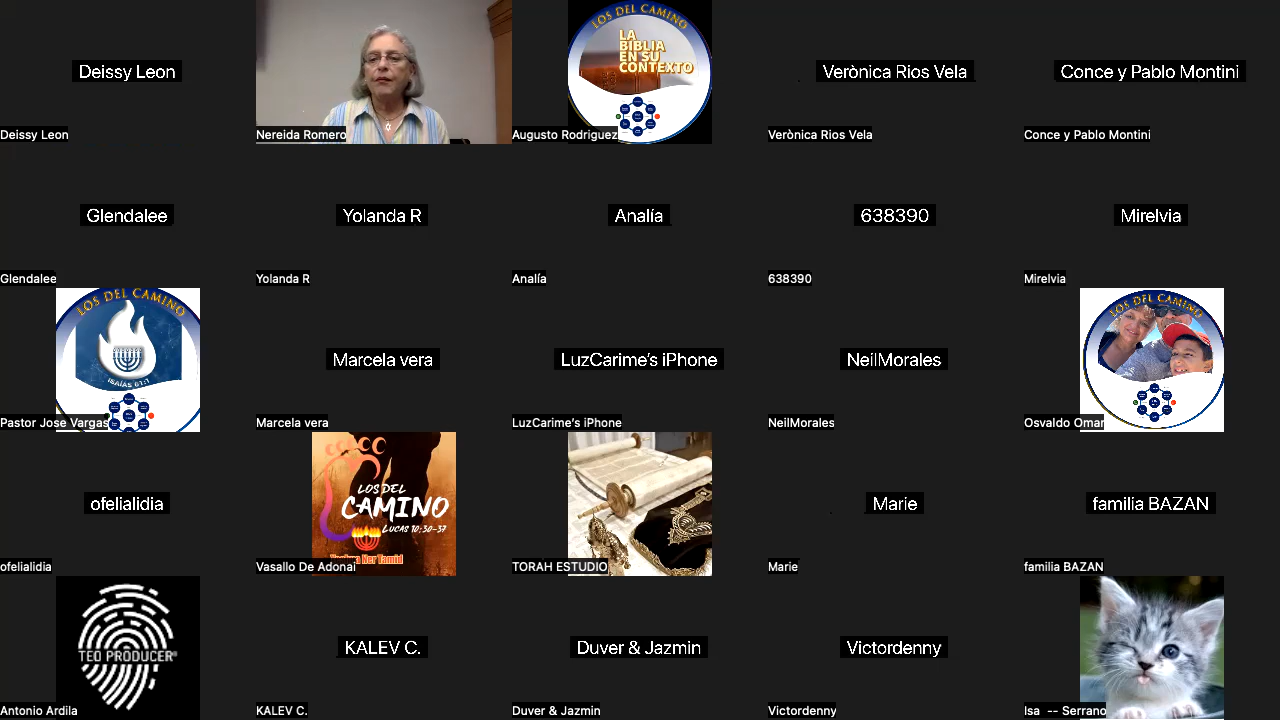 Deissy Leon
Deissy Leon
Nereida Romero
LOS DEL CAMINO
LA
BIBLIA
EN SU
CONTEXTO
Augusto Rodriguez
Verònica Rios Vela
Verònica Rios Vela
Conce y Pablo Montini
Conce y Pablo Montini
Glendalee
Glendalee
Yolanda R
Yolanda R
Analía
Analía
638390
638390
Mirelvia
Mirelvia
LOS DEL CAMINO
ISAÍAS 61:1
Pastor Jose Vargas
Marcela vera
Marcela vera
LuzCarime’s iPhone
LuzCarime’s iPhone
NeilMorales
NeilMorales
LOS DEL CAMINO
Osvaldo Omar
ofelialidia
ofelialidia
LOS DEL
CAMINO
LUCAS 10:30-37
Ner Tamid
Vasallo De Adonai
TORAH ESTUDIO
Marie
Marie
familia BAZAN
familia BAZAN
TEO PRODUCER
Antonio Ardila
KALEV C.
KALEV C.
Duver & Jazmin
Duver & Jazmin
Victordenny
Victordenny
Isa -- Serrano